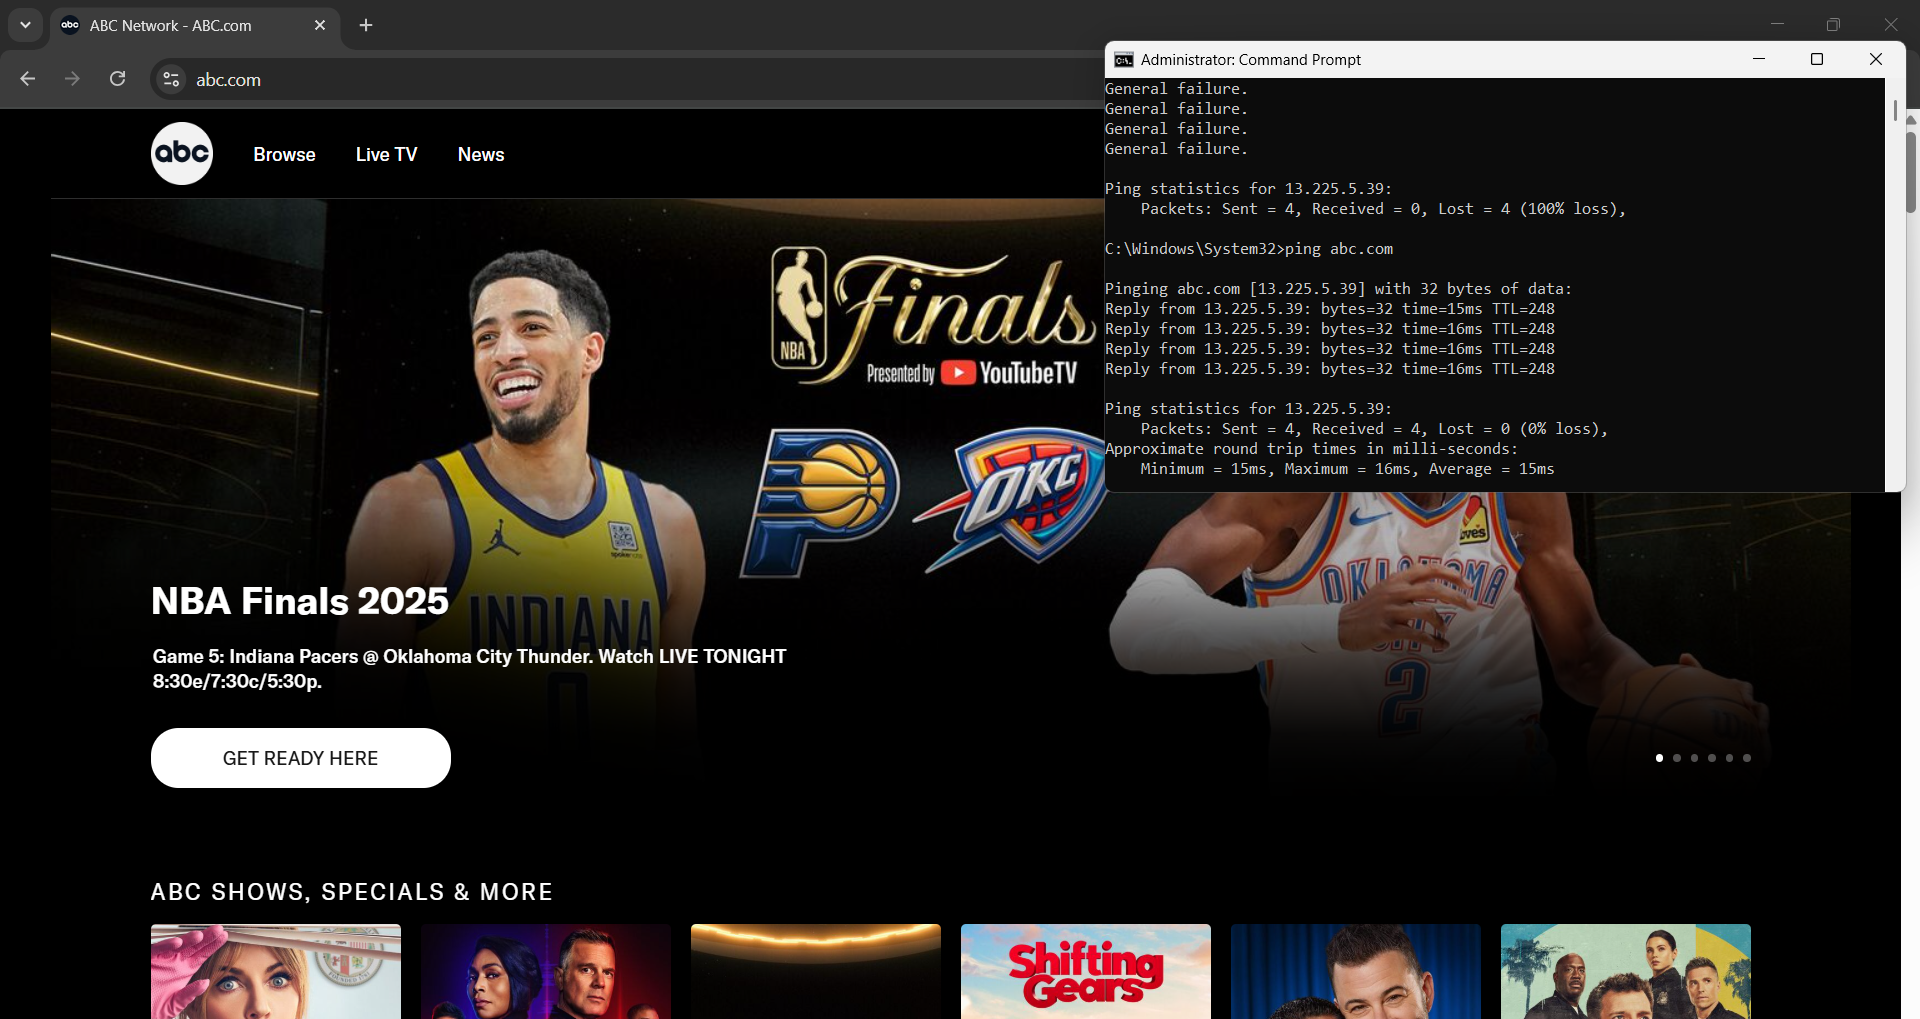 abc ABC Network - ABC.com
abc.com
Administrator: Command Prompt
General failure.
General failure.
General failure.
General failure.
Ping statistics for 13.225.5.39:
Packets: Sent = 4, Received = 0, Lost = 4 (100% loss),
C:\Windows\System32>ping abc.com
Pinging abc.com [13.225.5.39] with 32 bytes of data:
Reply from 13.225.5.39: bytes=32 time=15ms TTL=248
Reply from 13.225.5.39: bytes=32 time=16ms TTL=248
Reply from 13.225.5.39: bytes=32 time=16ms TTL=248
Reply from 13.225.5.39: bytes=32 time=16ms TTL=248
Ping statistics for 13.225.5.39:
Packets: Sent = 4, Received = 4, Lost = 0 (0% loss),
Approximate round trip times in milli-seconds:
Minimum = 15ms, Maximum = 16ms, Average = 15ms
abc Browse Live TV News
NBA
Finals
Presented by YouTubeTV
OKC
INDIANA
0
OKLAHOMA
CITY
2
NBA Finals 2025
Game 5: Indiana Pacers @ Oklahoma City Thunder. Watch LIVE TONIGHT
8:30e/7:30c/5:30p.
GET READY HERE
ABC SHOWS, SPECIALS & MORE
Shifting
Gears